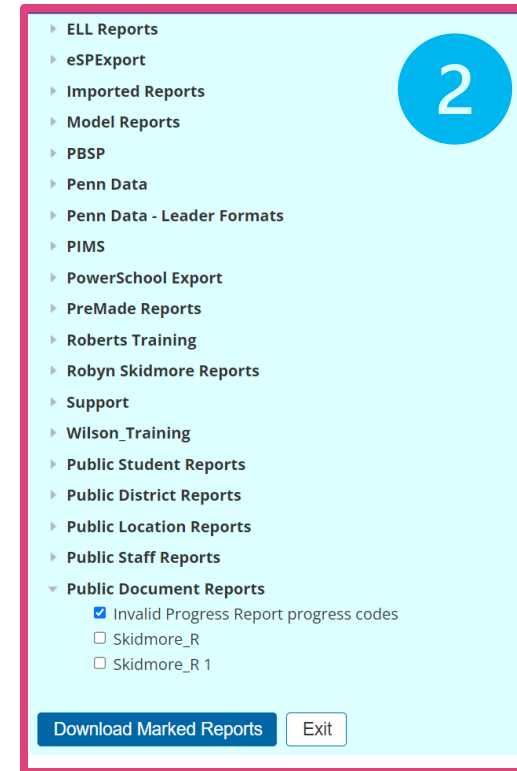 ELL Reports
eSPExport
2
Imported Reports
Model Reports
PBSP
Penn Data
Penn Data - Leader Formats
PIMS
PowerSchool Export
PreMade Reports
Roberts Training
Robyn Skidmore Reports
Support
Wilson_Training
Public Student Reports
Public District Reports
Public Location Reports
Public Staff Reports
Public Document Reports
Invalid Progress Report progress codes
Skidmore_R
Skidmore_R 1
Download Marked Reports Exit